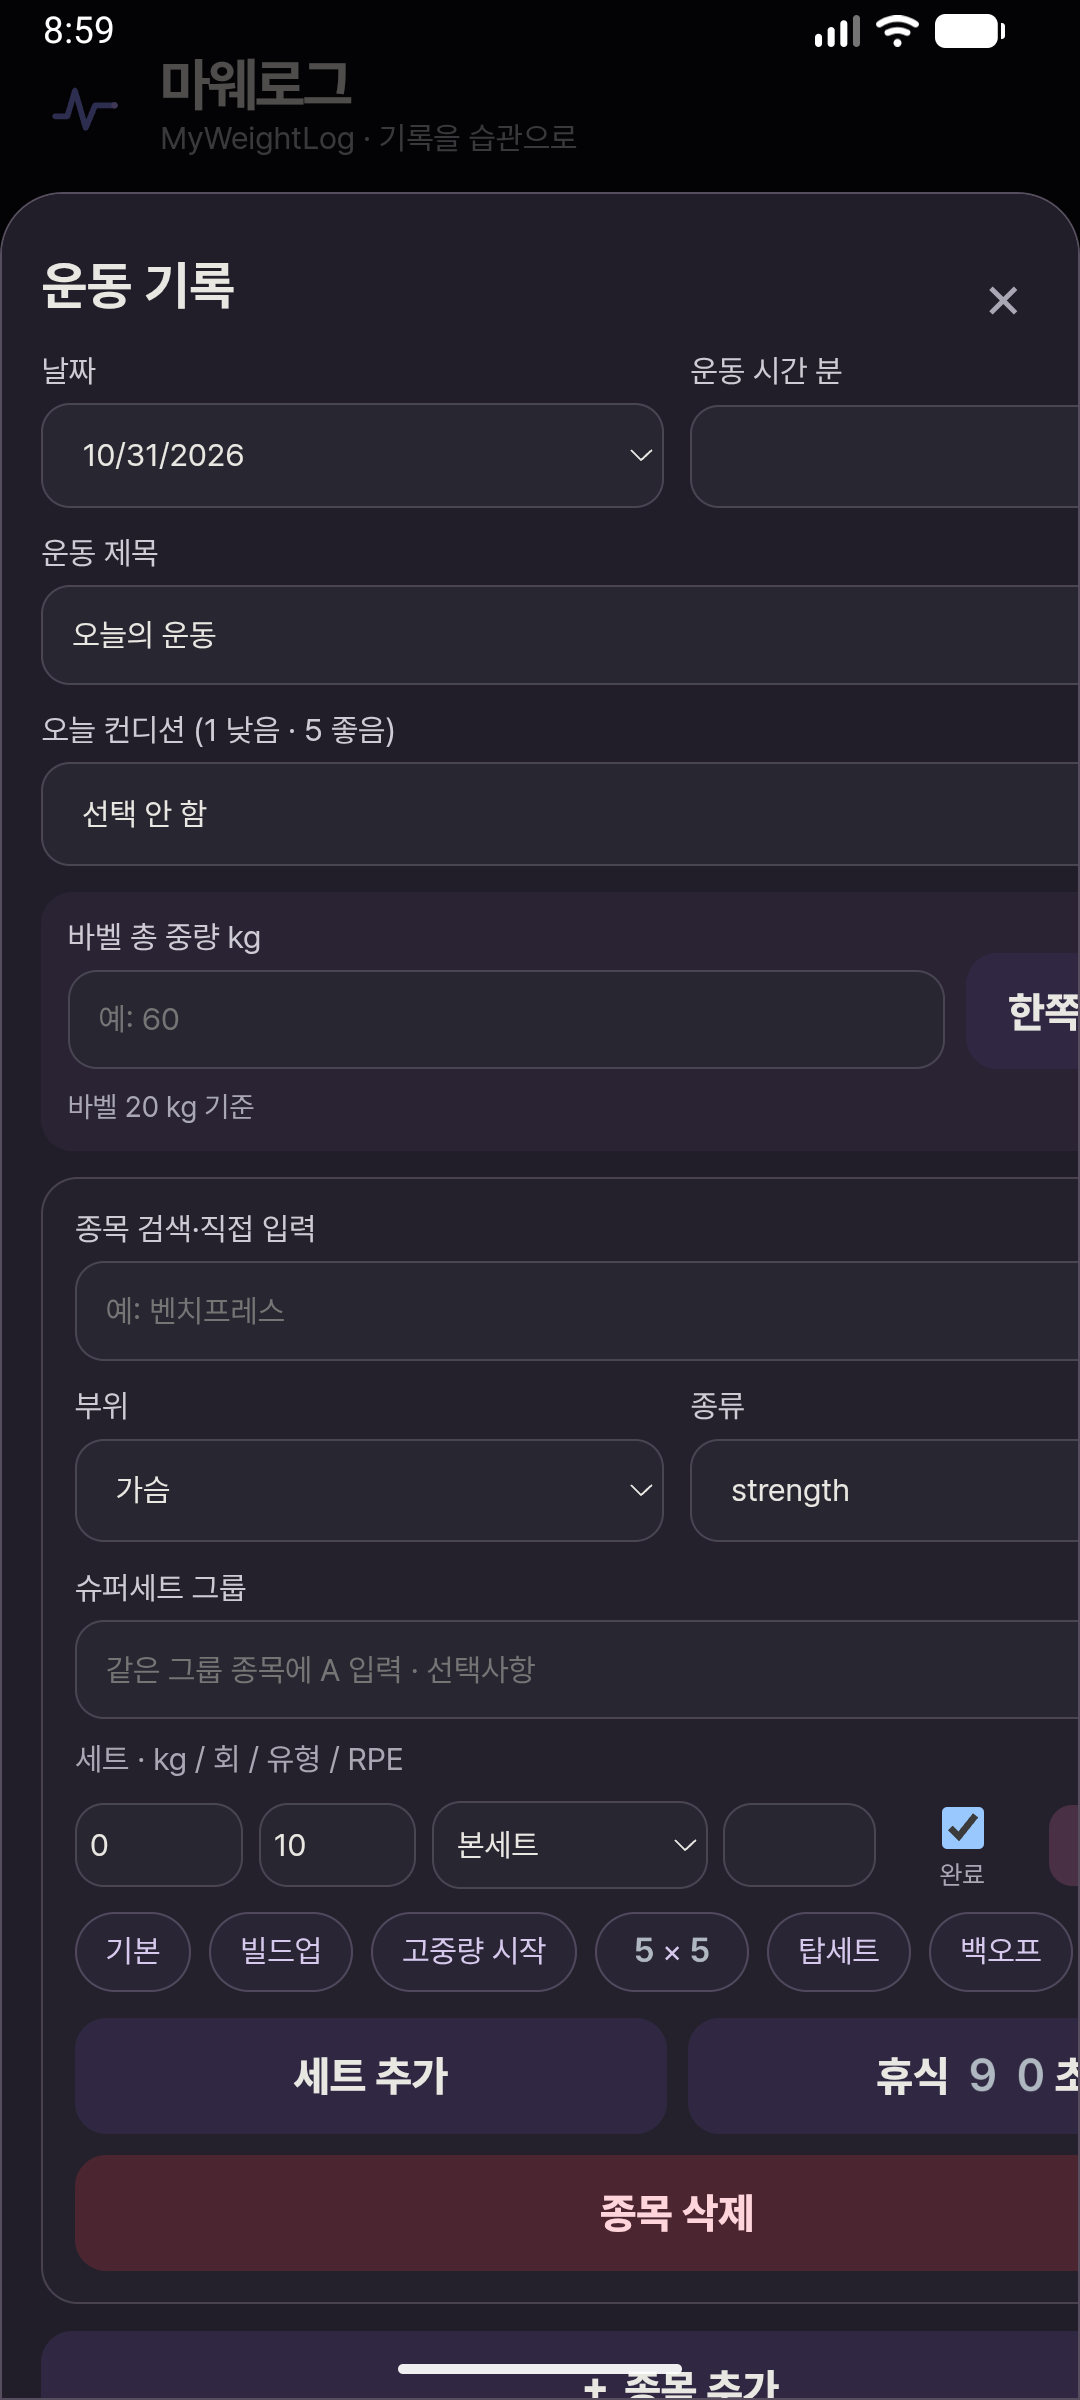 8:59
마웨로그
MyWeightLog · 기록을 습관으로
운동 기록
날짜
운동 시간 분
10/31/2026
운동 제목
오늘의 운동
오늘 컨디션 (1 낮음 · 5 좋음)
선택 안 함
바벨 총 중량 kg
예: 60
한쪽
바벨 20 kg 기준
종목 검색·직접 입력
예: 벤치프레스
부위
종류
가슴
strength
슈퍼세트 그룹
같은 그룹 종목에 A 입력 · 선택사항
세트 · kg / 회 / 유형 / RPE
0
10
본세트
완료
기본
빌드업
고중량 시작
5 × 5
탑세트
백오프
세트 추가
휴식 90초
종목 삭제
+ 종목 추가